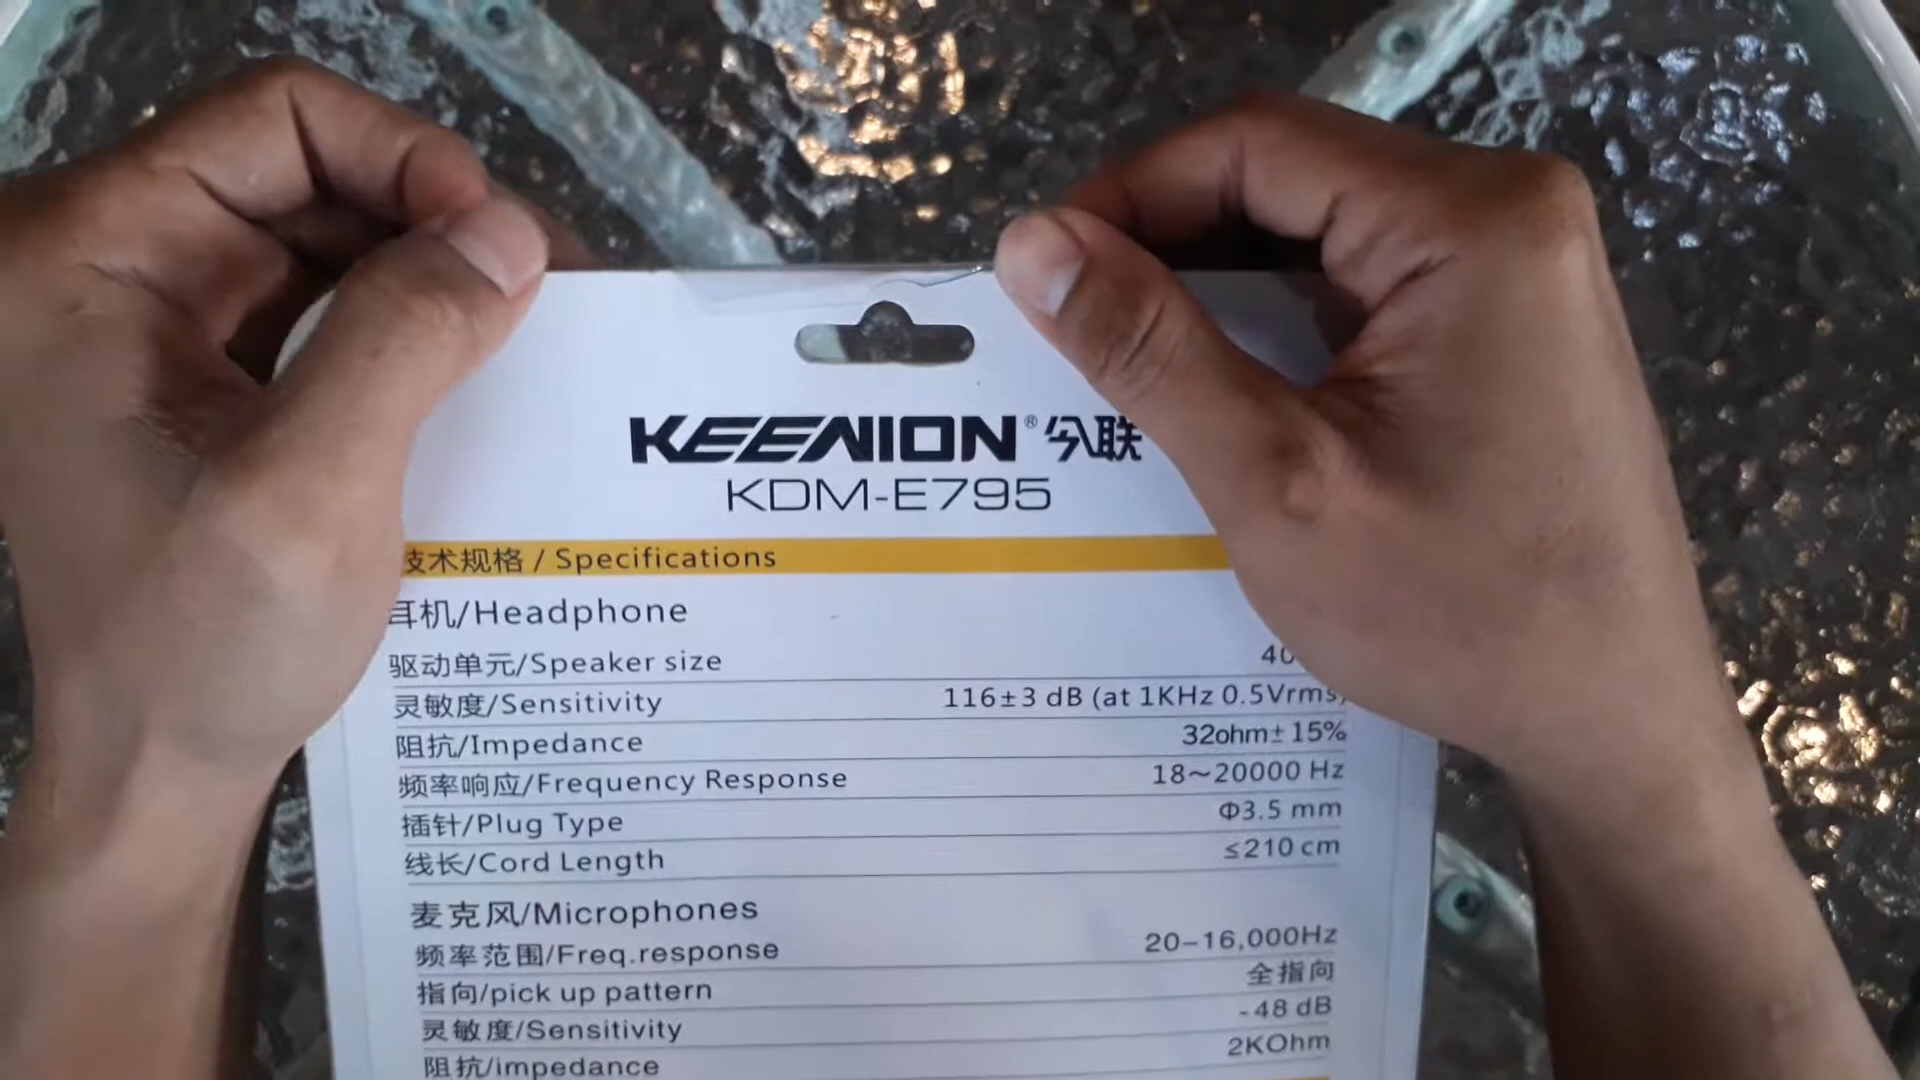 KEENION® 今联
KDM-E795
技术规格 / Specifications
耳机/Headphone
驱动单元/Speaker size 40
灵敏度/Sensitivity 116±3 dB (at 1KHz 0.5Vrms)
阻抗/Impedance 32ohm±15%
频率响应/Frequency Response 18~20000 Hz
插针/Plug Type Φ3.5 mm
线长/Cord Length ≤210 cm
麦克风/Microphones
频率范围/Freq.response 20-16,000Hz
指向/pick up pattern 全指向
灵敏度/Sensitivity -48 dB
阻抗/impedance 2KOhm